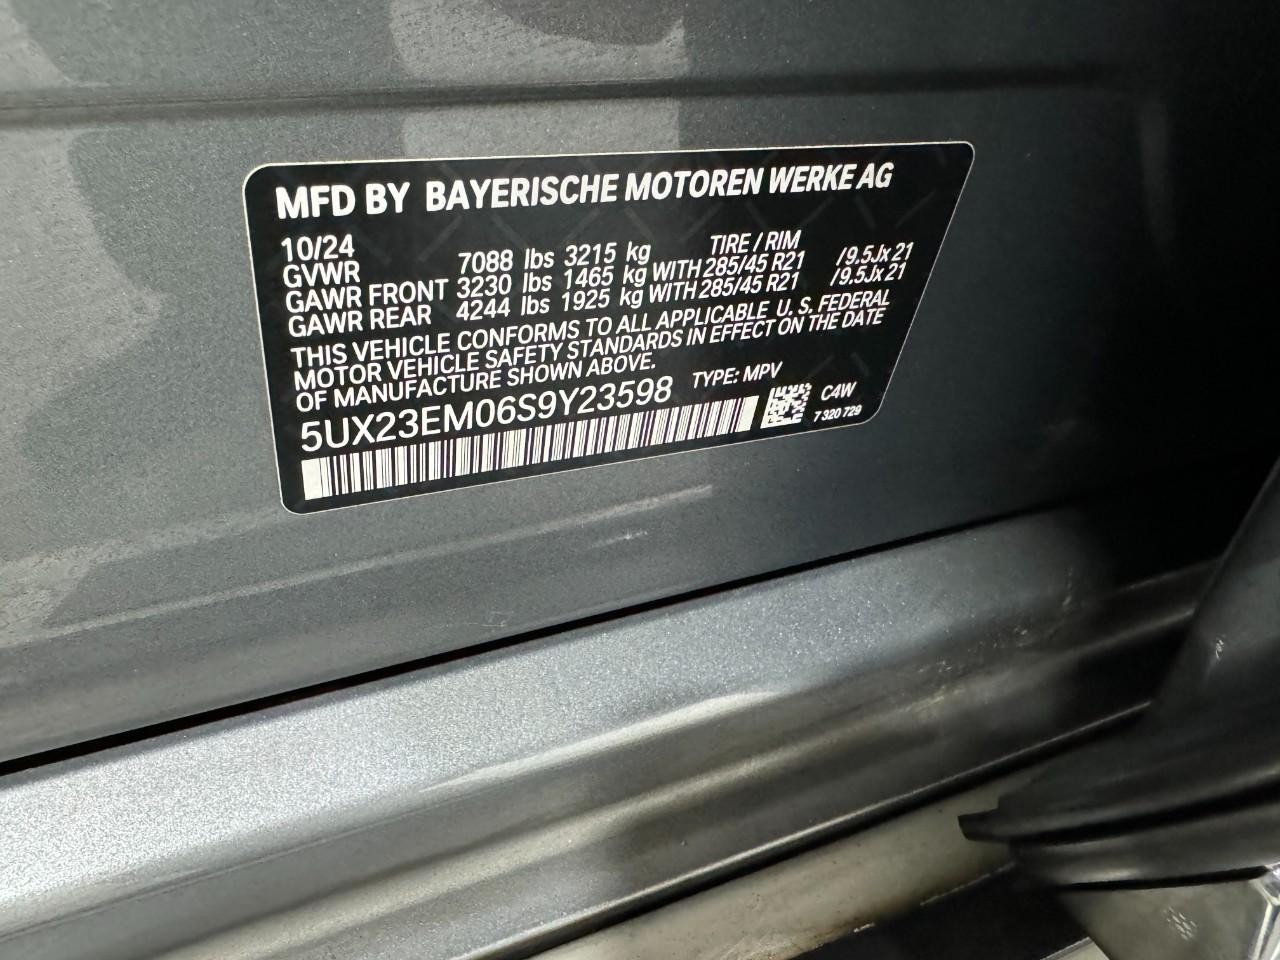 MFD BY BAYERISCHE MOTOREN WERKE AG
10/24
GVWR 7088 lbs 3215 kg TIRE / RIM
GAWR FRONT 3230 lbs 1465 kg WITH 285/45 R21 /9.5Jx21
GAWR REAR 4244 lbs 1925 kg WITH 285/45 R21 /9.5Jx21
THIS VEHICLE CONFORMS TO ALL APPLICABLE U. S. FEDERAL
MOTOR VEHICLE SAFETY STANDARDS IN EFFECT ON THE DATE
OF MANUFACTURE SHOWN ABOVE.
5UX23EM06S9Y23598 TYPE: MPV
C4W
7 320 729